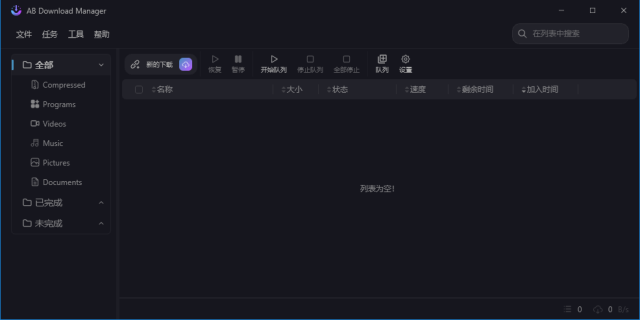 AB Download Manager
文件 任务 工具 帮助
在列表中搜索
全部
Compressed
Programs
Videos
Music
Pictures
Documents
已完成
未完成
新的下载
恢复 暂停 开始队列 停止队列 全部停止 队列 设置
名称 大小 状态 速度 剩余时间 加入时间
列表为空!
0 0 B/s